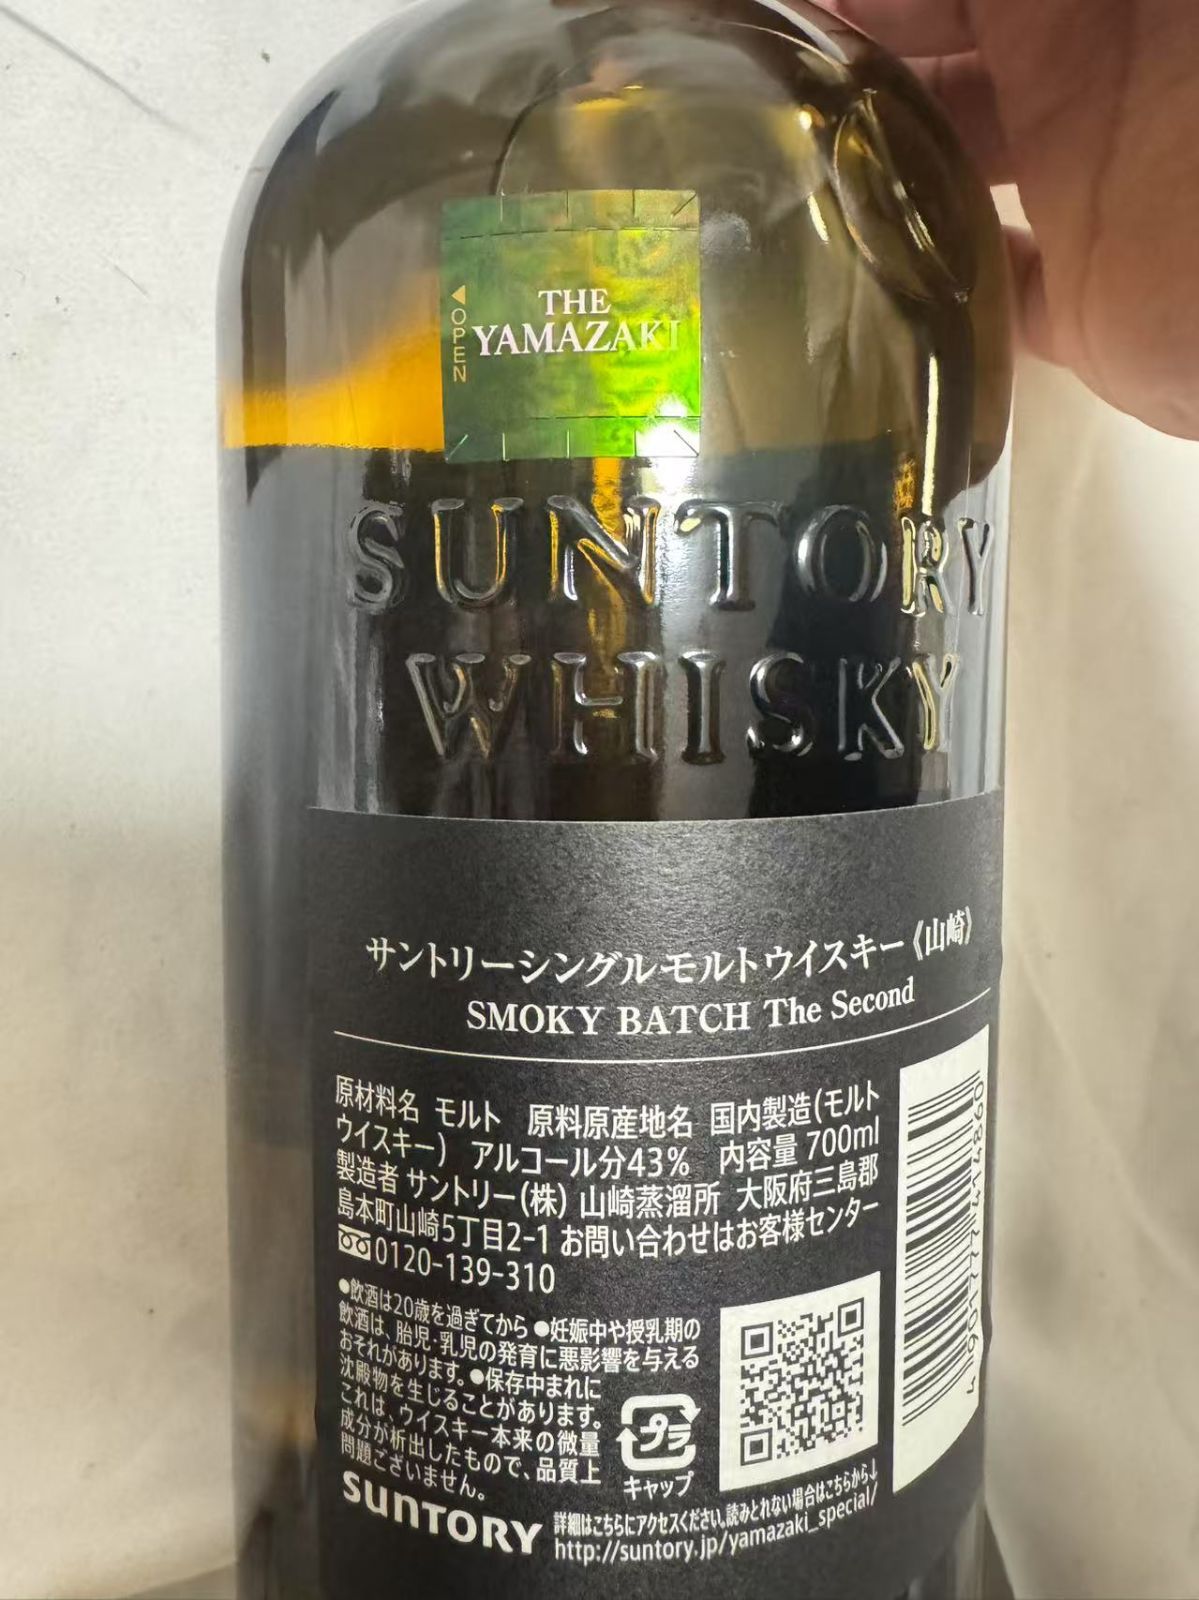 THE
YAMAZAKI
OPEN
SUNTORY
WHISKY
サントリーシングルモルトウイスキー《山崎》
SMOKY BATCH The Second
原材料名 モルト 原料原産地名 国内製造(モルト
ウイスキー) アルコール分43% 内容量 700ml
製造者 サントリー(株) 山崎蒸溜所 大阪府三島郡
島本町山崎5丁目2-1 お問い合わせはお客様センター
0120-139-310
●飲酒は20歳を過ぎてから ●妊娠中や授乳期の
飲酒は、胎児・乳児の発育に悪影響を与える
おそれがあります。●保存中まれに
沈殿物を生じることがあります。
これは、ウイスキー本来の微量
成分が析出したもので、品質上
問題ございません。
プラ
キャップ
SUNTORY
詳細はこちらにアクセスください。読みとれない場合はこちらから↓
http://suntory.jp/yamazaki_special/